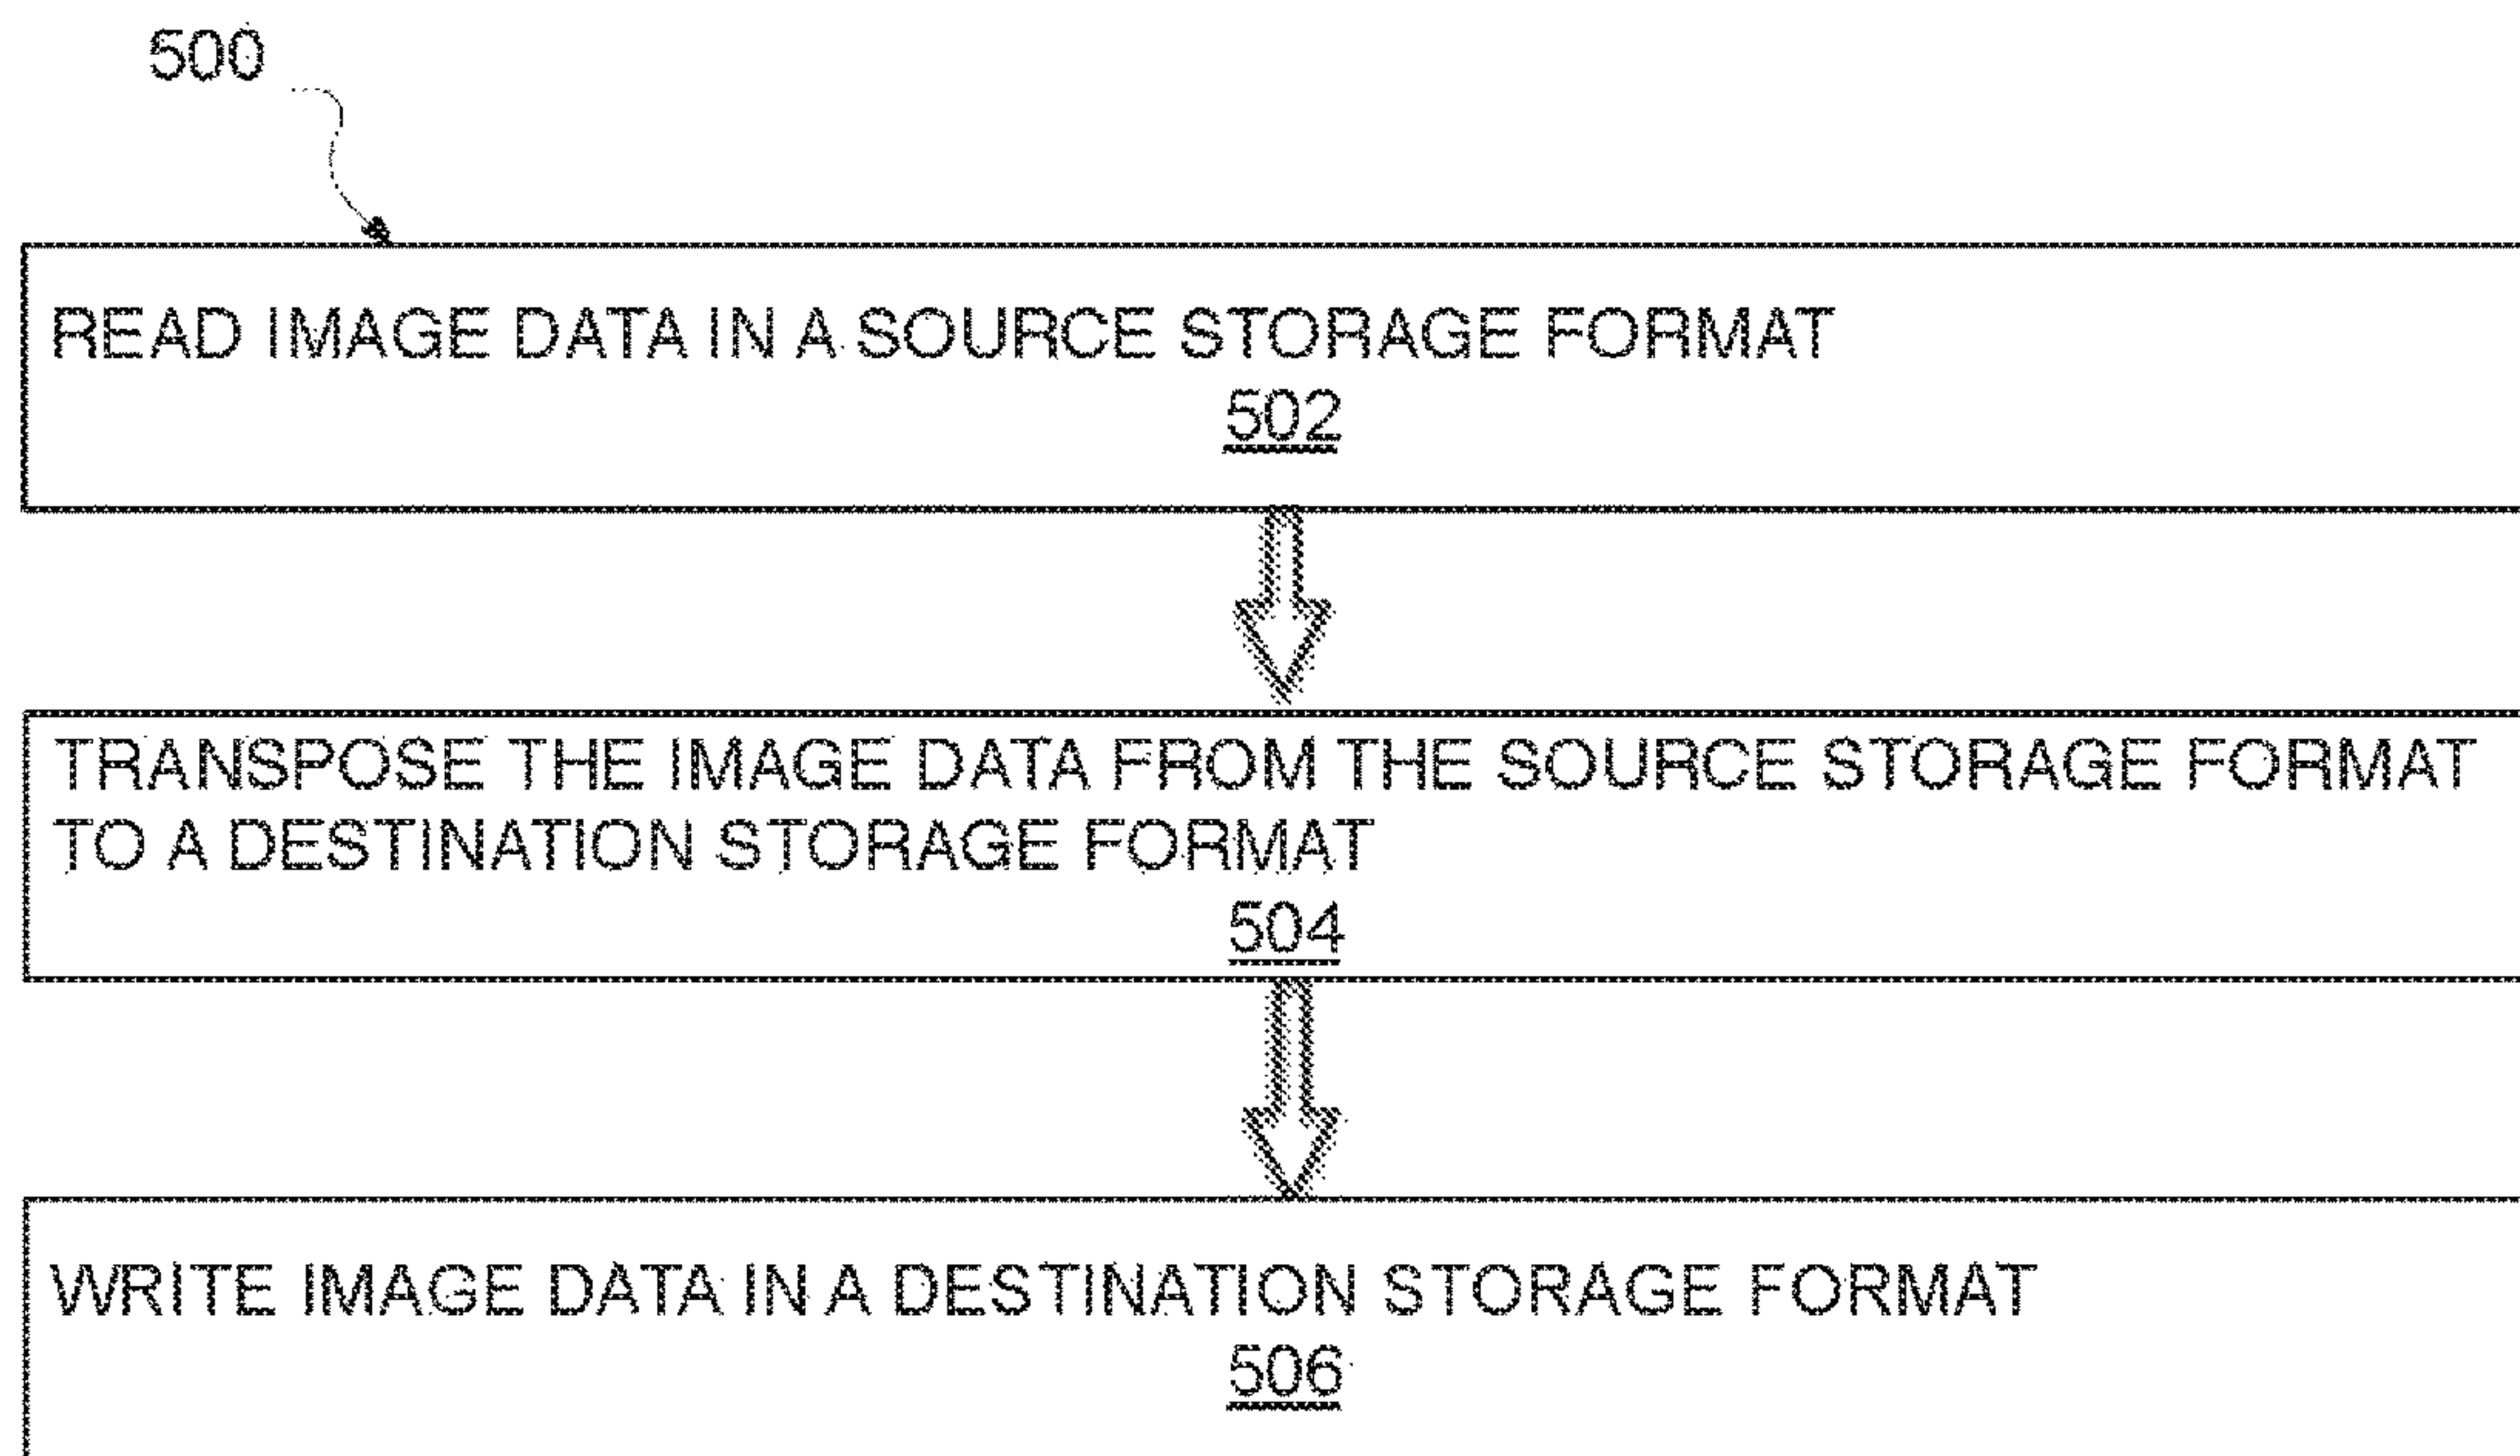 500
READ IMAGE DATA IN A SOURCE STORAGE FORMAT
502
TRANSPOSE THE IMAGE DATA FROM THE SOURCE STORAGE FORMAT
TO A DESTINATION STORAGE FORMAT
504
WRITE IMAGE DATA IN A DESTINATION STORAGE FORMAT
506